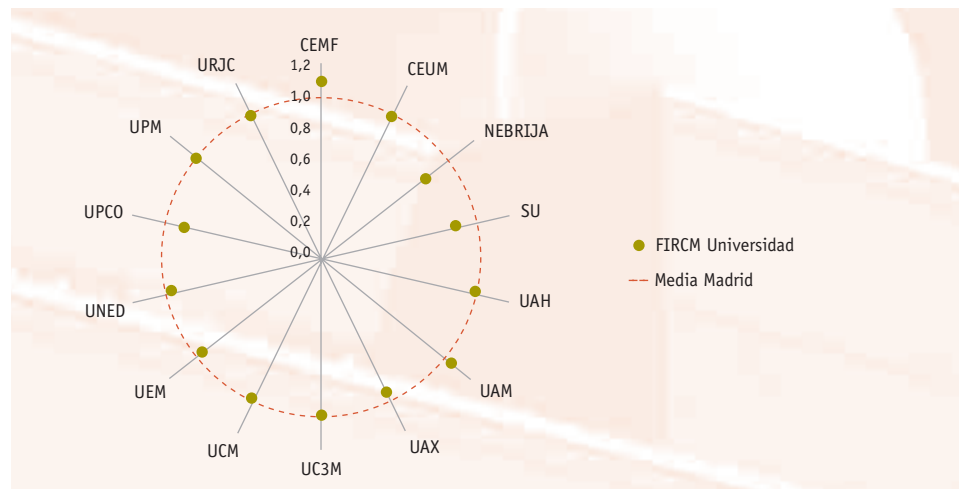 CEMF
URJC
CEUM
1,2
1,0
UPM
0,8
NEBRIJA
0,6
0,4
UPCO
SU
0,2
FIRCM Universidad
0,0
Media Madrid
UNED
UAH
UEM
UAM
UCM
UAX
UC3M